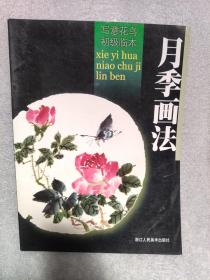 写意花鸟
初级临本
xie yi hua
niao chu ji
lin ben
月季画法
浙江人民美术出版社